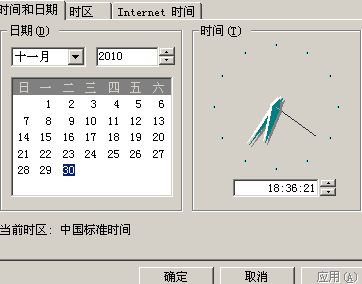 时间和日期 时区 Internet 时间
日期(D) 时间(T)
十一月 2010
日 一 二 三 四 五 六
1 2 3 4 5 6
7 8 9 10 11 12 13
14 15 16 17 18 19 20
21 22 23 24 25 26 27
28 29 30
18:36:21
当前时区: 中国标准时间
确定 取消 应用(A)